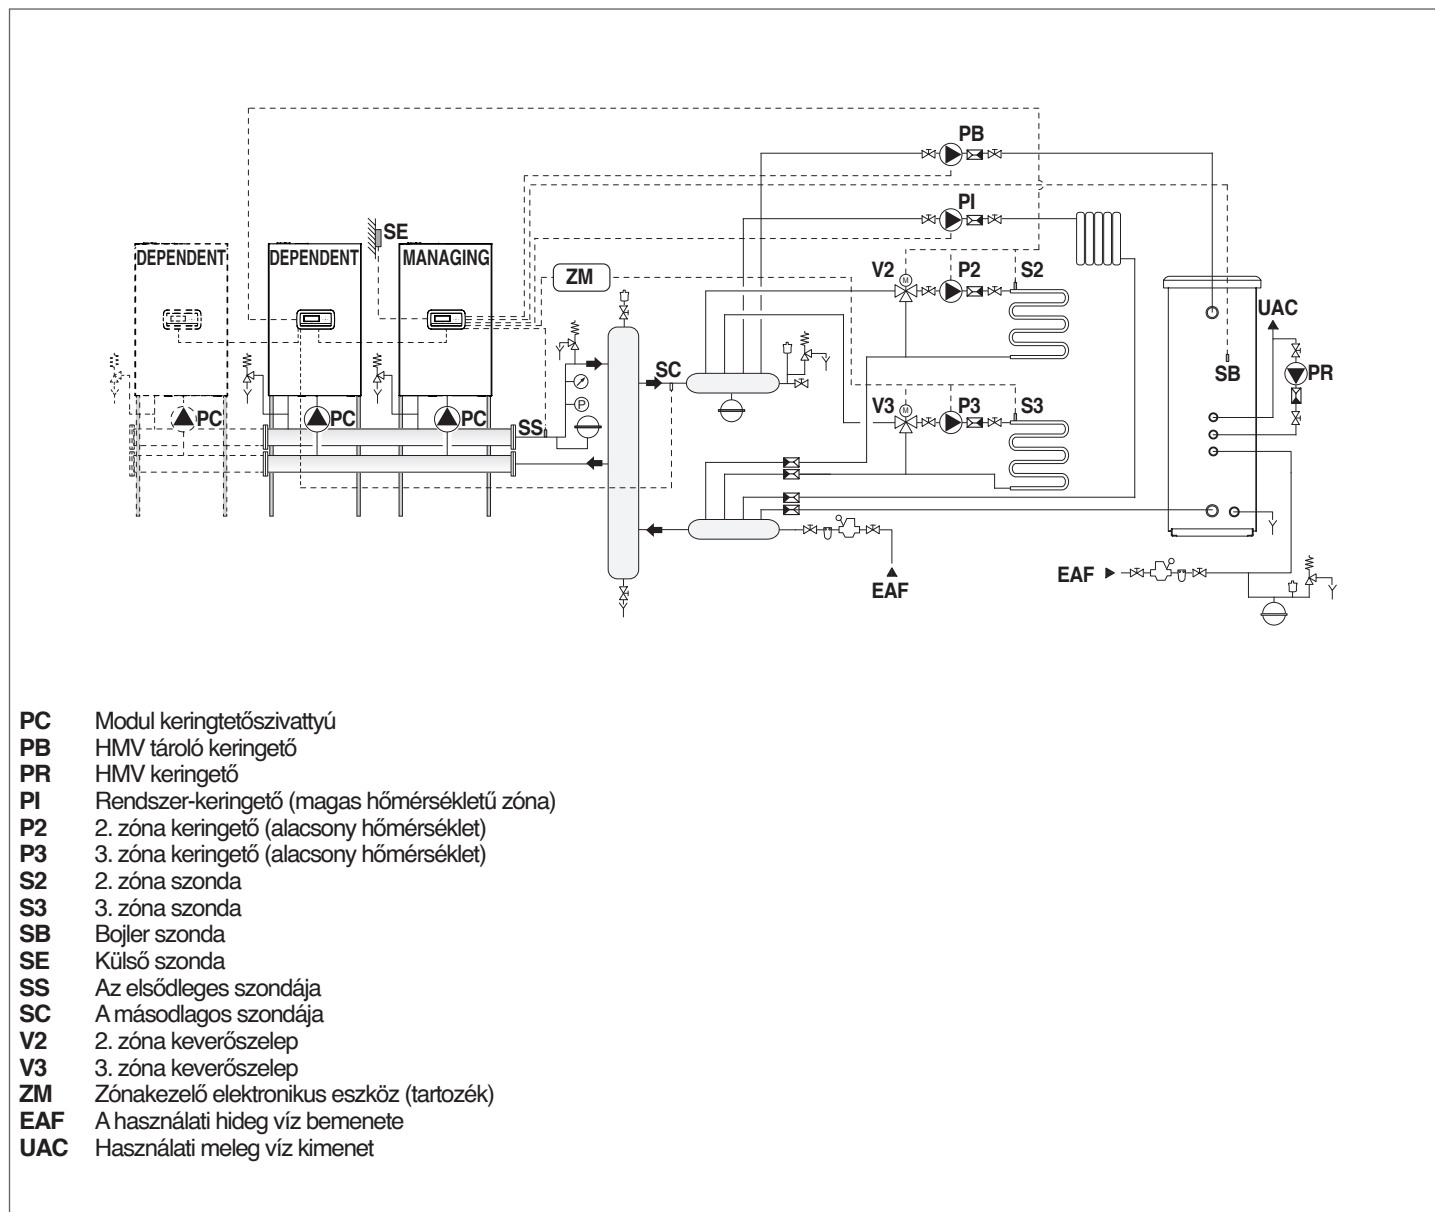 PB
PI
SE
DEPENDENT DEPENDENT MANAGING
ZM
V2 P2 S2
M
UAC
SC
SB PR
PC PC PC
SS
P
V3 P3 S3
M
EAF
EAF
PC Modul keringtetőszivattyú
PB HMV tároló keringető
PR HMV keringető
PI Rendszer-keringető (magas hőmérsékletű zóna)
P2 2. zóna keringető (alacsony hőmérséklet)
P3 3. zóna keringető (alacsony hőmérséklet)
S2 2. zóna szonda
S3 3. zóna szonda
SB Bojler szonda
SE Külső szonda
SS Az elsődleges szondája
SC A másodlagos szondája
V2 2. zóna keverőszelep
V3 3. zóna keverőszelep
ZM Zónakezelő elektronikus eszköz (tartozék)
EAF A használati hideg víz bemenete
UAC Használati meleg víz kimenet